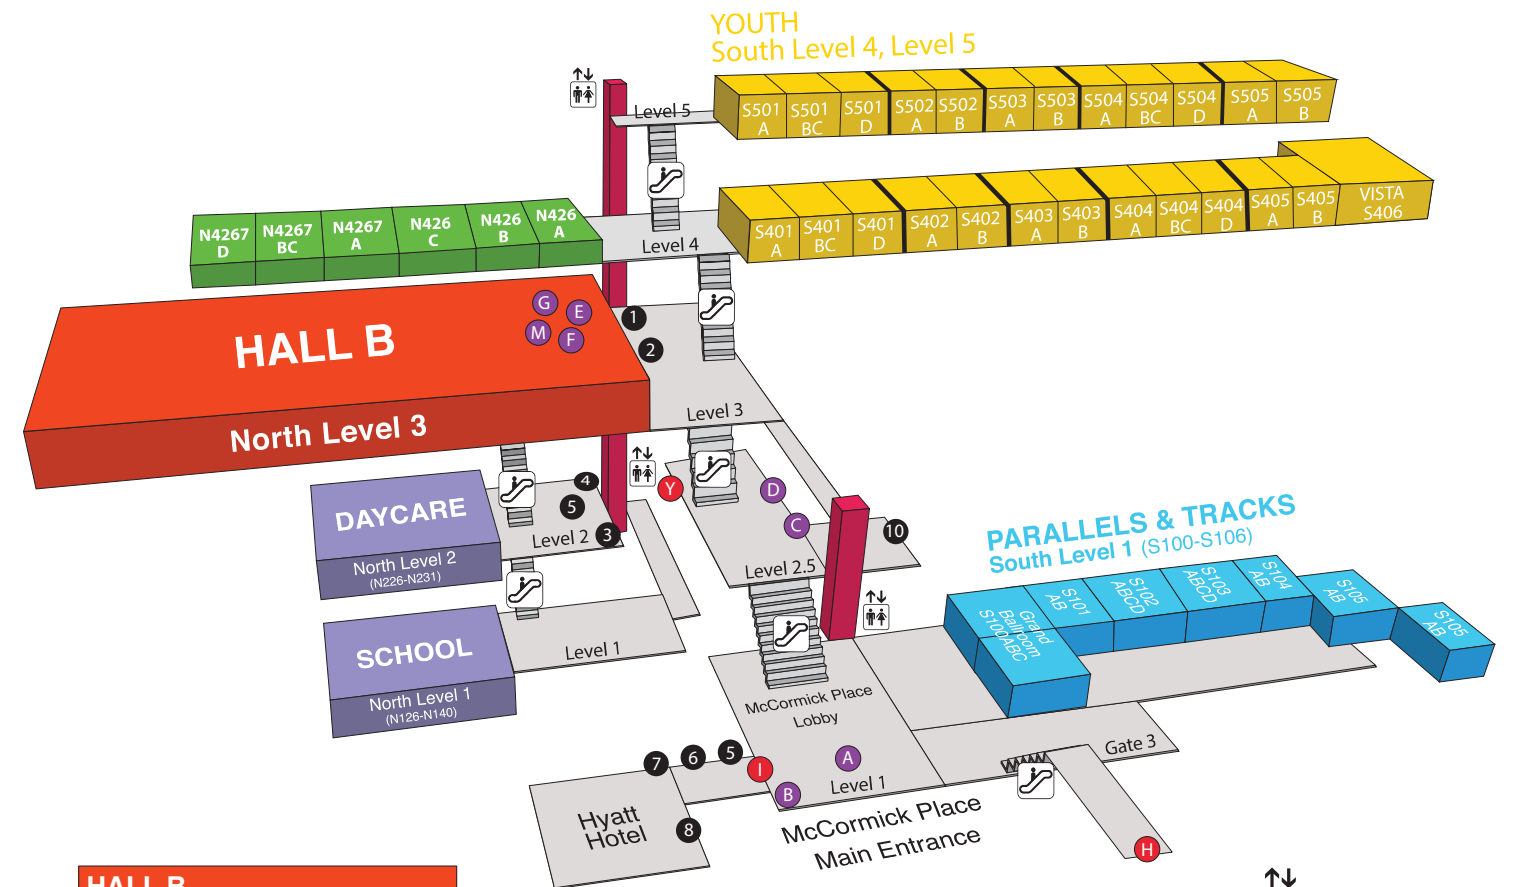 YOUTH
South Level 4, Level 5
Level 5
S501 A
S501 BC
S501 D
S502 A
S502 B
S503 A
S503 B
S504 A
S504 BC
S504 D
S505 A
S505 B
N4267 D
N4267 BC
N4267 A
N426 C
N426 B
N426 A
Level 4
S401 A
S401 BC
S401 D
S402 A
S402 B
S403 A
S403 B
S404 A
S404 BC
S404 D
S405 A
S405 B
VISTA S406
HALL B
North Level 3
G
E
M
F
1
2
Level 3
DAYCARE
North Level 2
(N226-N231)
4
5
3
Level 2
Y
D
C
10
Level 2.5
SCHOOL
North Level 1
(N126-N140)
Level 1
PARALLELS & TRACKS
South Level 1 (S100-S106)
Grand Ballroom S100ABC
S101 AB
S102 ABCD
S103 ABCD
S104 AB
S105 AB
S105 AB
McCormick Place
Lobby
A
B
I
Level 1
Gate 3
H
7
6
5
8
Hyatt
Hotel
McCormick Place
Main Entrance
HALL B